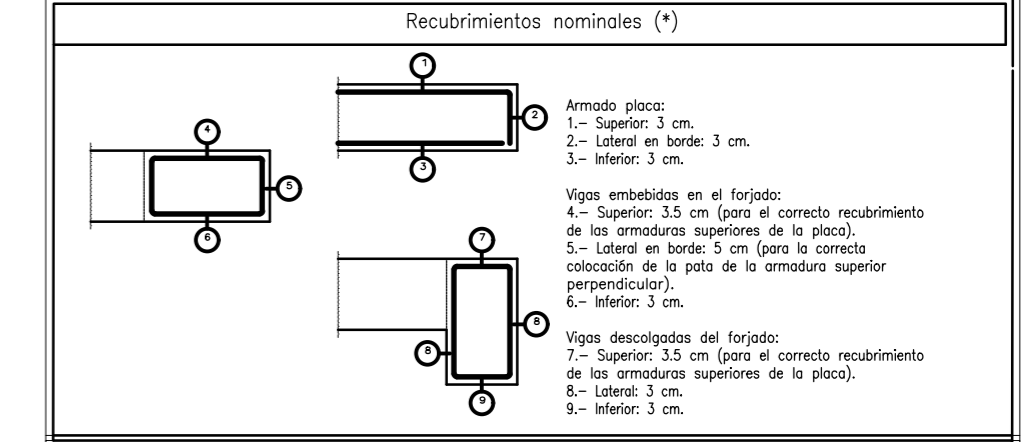 Recubrimientos nominales (*)
1
2
3
4
5
6
7
8
8
9
Armado placa:
1.– Superior: 3 cm.
2.– Lateral en borde: 3 cm.
3.– Inferior: 3 cm.
Vigas embebidas en el forjado:
4.– Superior: 3.5 cm (para el correcto recubrimiento
de las armaduras superiores de la placa).
5.– Lateral en borde: 5 cm (para la correcta
colocación de la pata de la armadura superior
perpendicular).
6.– Inferior: 3 cm.
Vigas descolgadas del forjado:
7.– Superior: 3.5 cm (para el correcto recubrimiento
de las armaduras superiores de la placa).
8.– Lateral: 3 cm.
9.– Inferior: 3 cm.